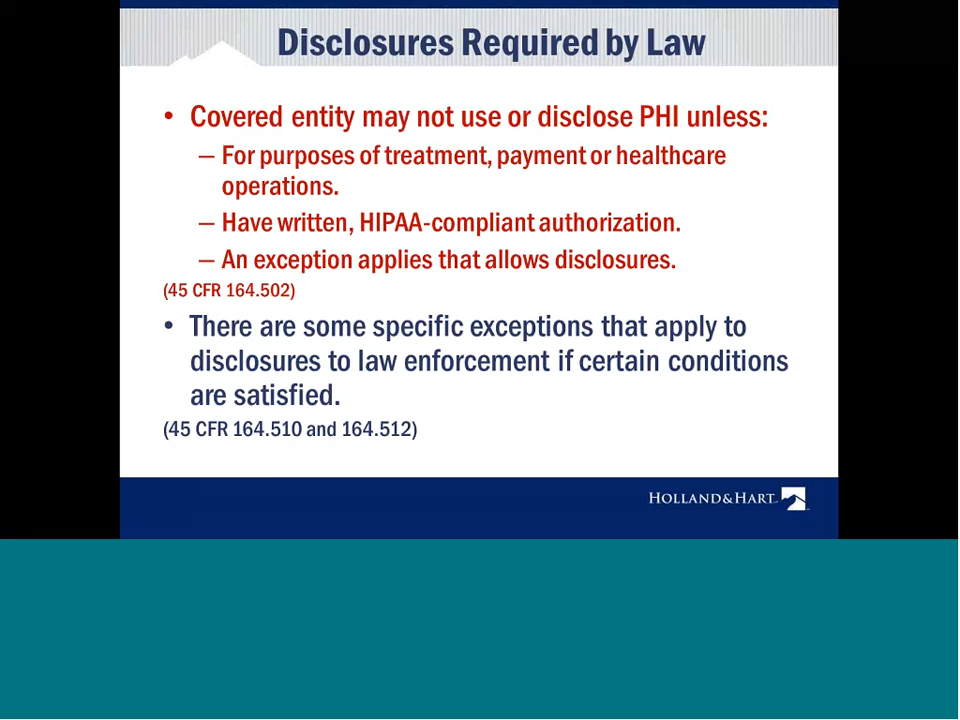 Disclosures Required by Law
• Covered entity may not use or disclose PHI unless:
– For purposes of treatment, payment or healthcare
operations.
– Have written, HIPAA-compliant authorization.
– An exception applies that allows disclosures.
(45 CFR 164.502)
• There are some specific exceptions that apply to
disclosures to law enforcement if certain conditions
are satisfied.
(45 CFR 164.510 and 164.512)
HOLLAND&HART